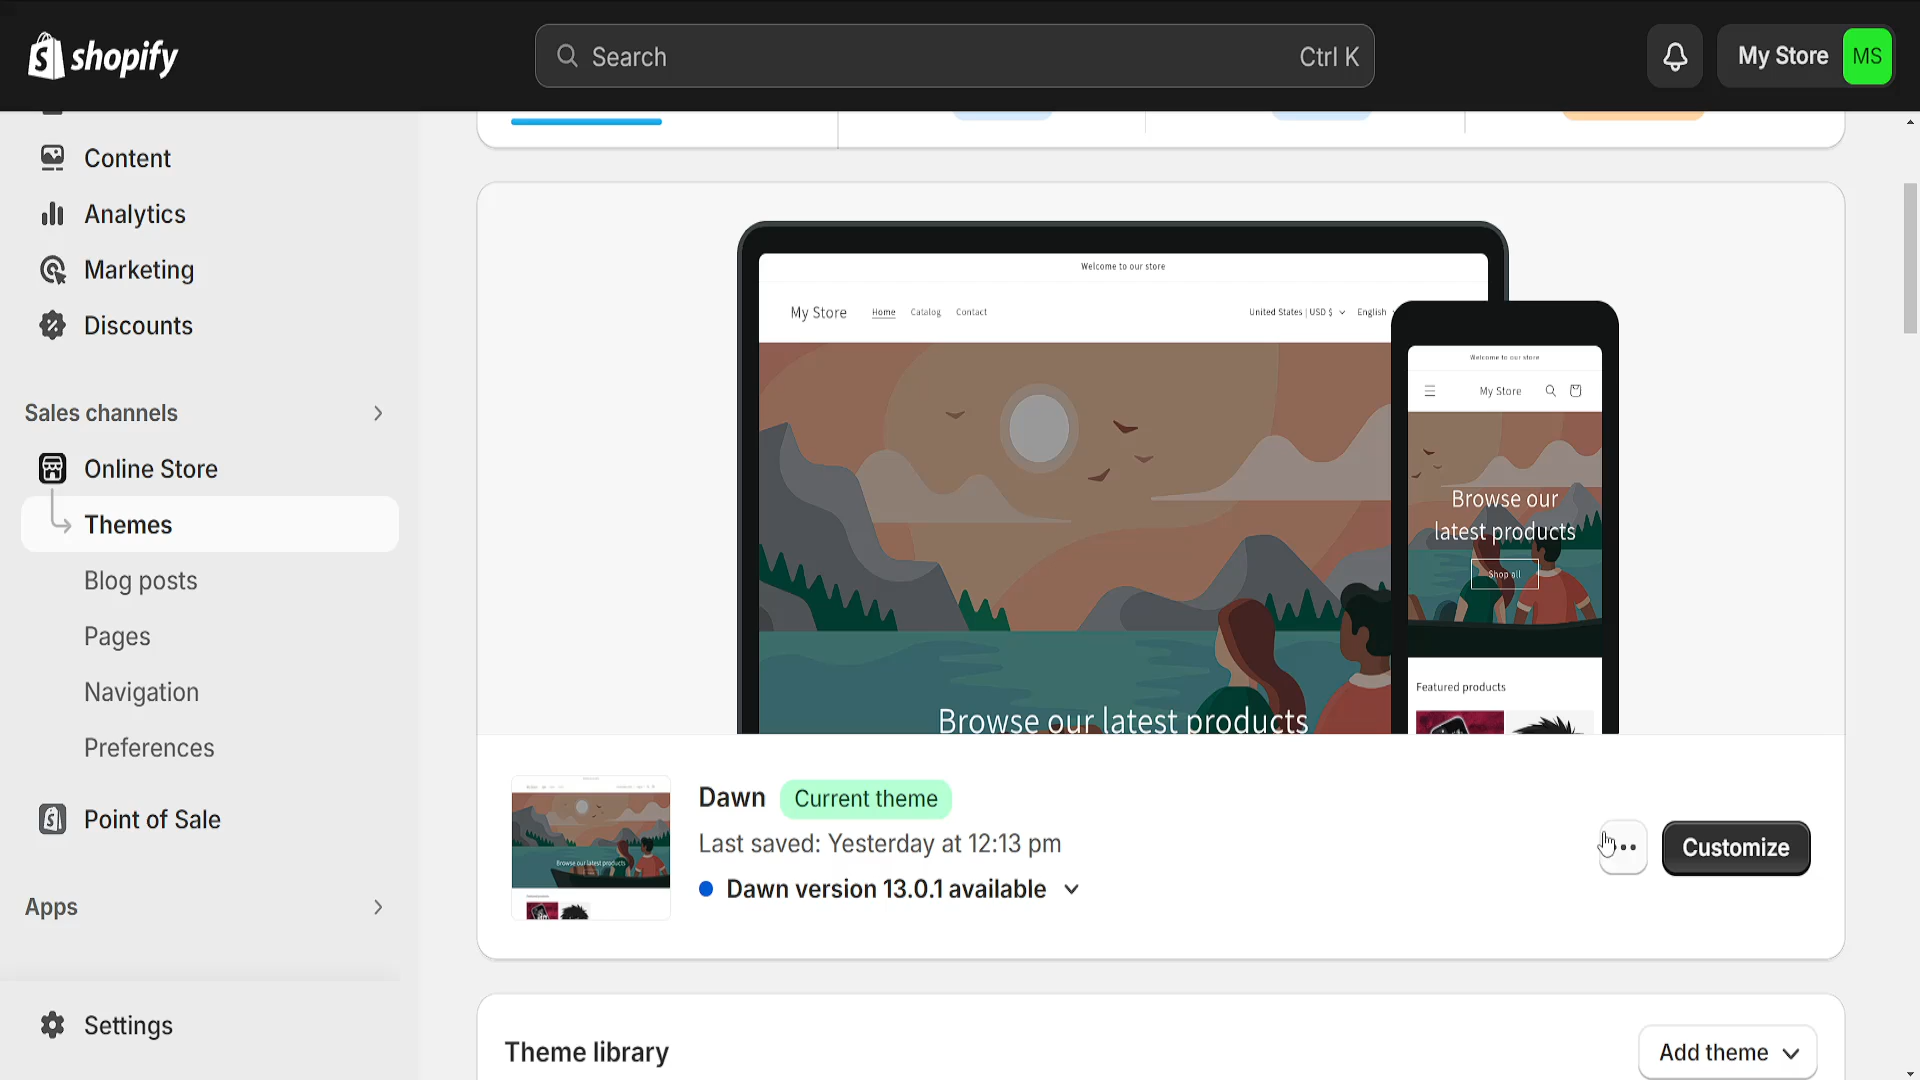 shopify
Search
Ctrl K
My Store
MS
Content
Analytics
Marketing
Discounts
Sales channels
Online Store
Themes
Blog posts
Pages
Navigation
Preferences
Point of Sale
Apps
Settings
Welcome to our store
My Store
Home
Catalog
Contact
United States | USD $
English
Browse our latest products
Welcome to our store
My Store
Browse our
latest products
Shop all
Featured products
Browse our latest products
Dawn
Current theme
Last saved: Yesterday at 12:13 pm
Dawn version 13.0.1 available
Customize
Theme library
Add theme